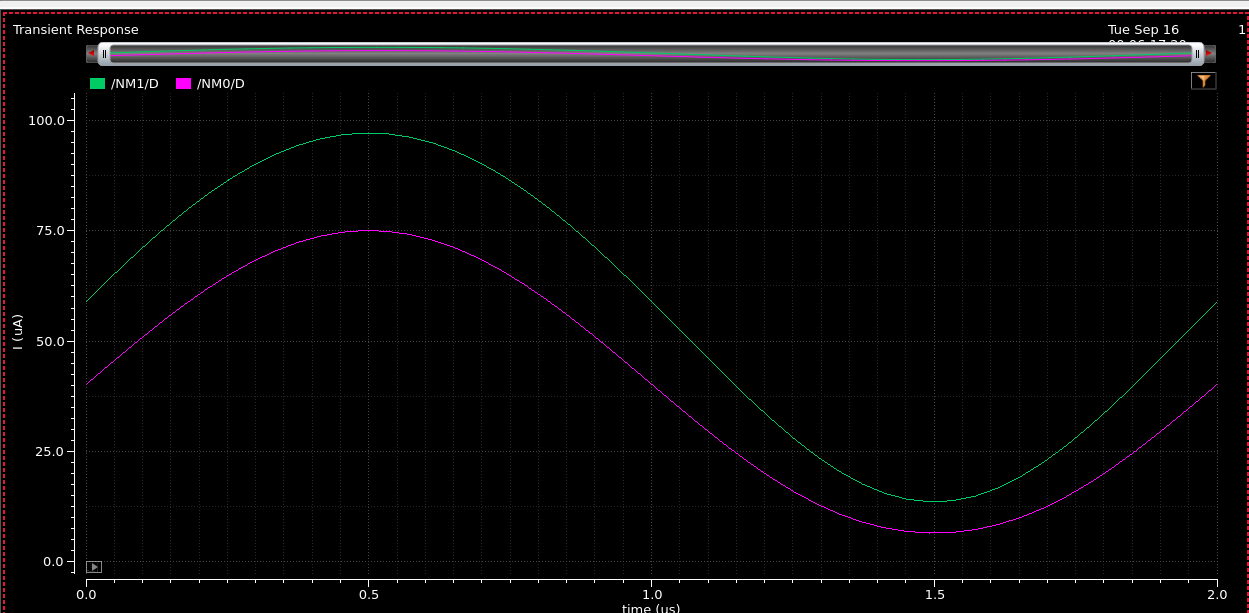 Transient Response
Tue Sep 16
1
/NM1/D /NM0/D
100.0
75.0
50.0
25.0
0.0
I (uA)
0.0 0.5 1.0 1.5 2.0
time (us)